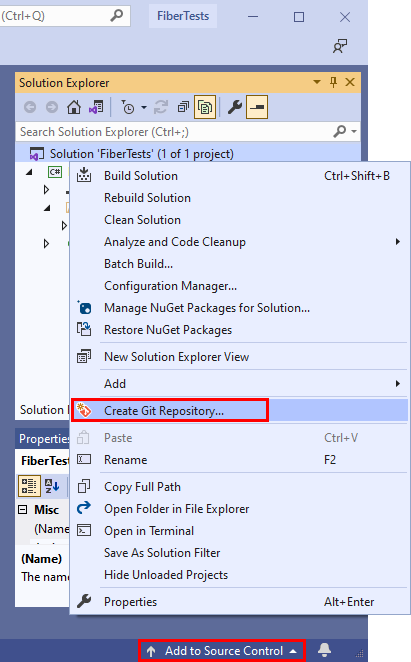 (Ctrl+Q)
FiberTests
Solution Explorer
Search Solution Explorer (Ctrl+;)
Solution 'FiberTests' (1 of 1 project)
C#
Build Solution Ctrl+Shift+B
Rebuild Solution
Clean Solution
Analyze and Code Cleanup
Batch Build...
Configuration Manager...
Manage NuGet Packages for Solution...
Restore NuGet Packages
New Solution Explorer View
Add
Create Git Repository...
Paste Ctrl+V
Rename F2
Copy Full Path
Open Folder in File Explorer
Open in Terminal
Save As Solution Filter
Hide Unloaded Projects
Properties Alt+Enter
Solution
Properties
FiberTest
Misc
(Name
(Name)
The name
Add to Source Control